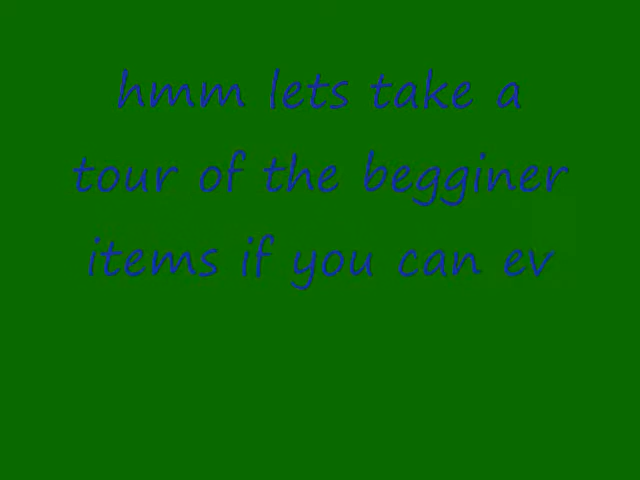 hmm lets take a
tour of the begginer
items if you can ev